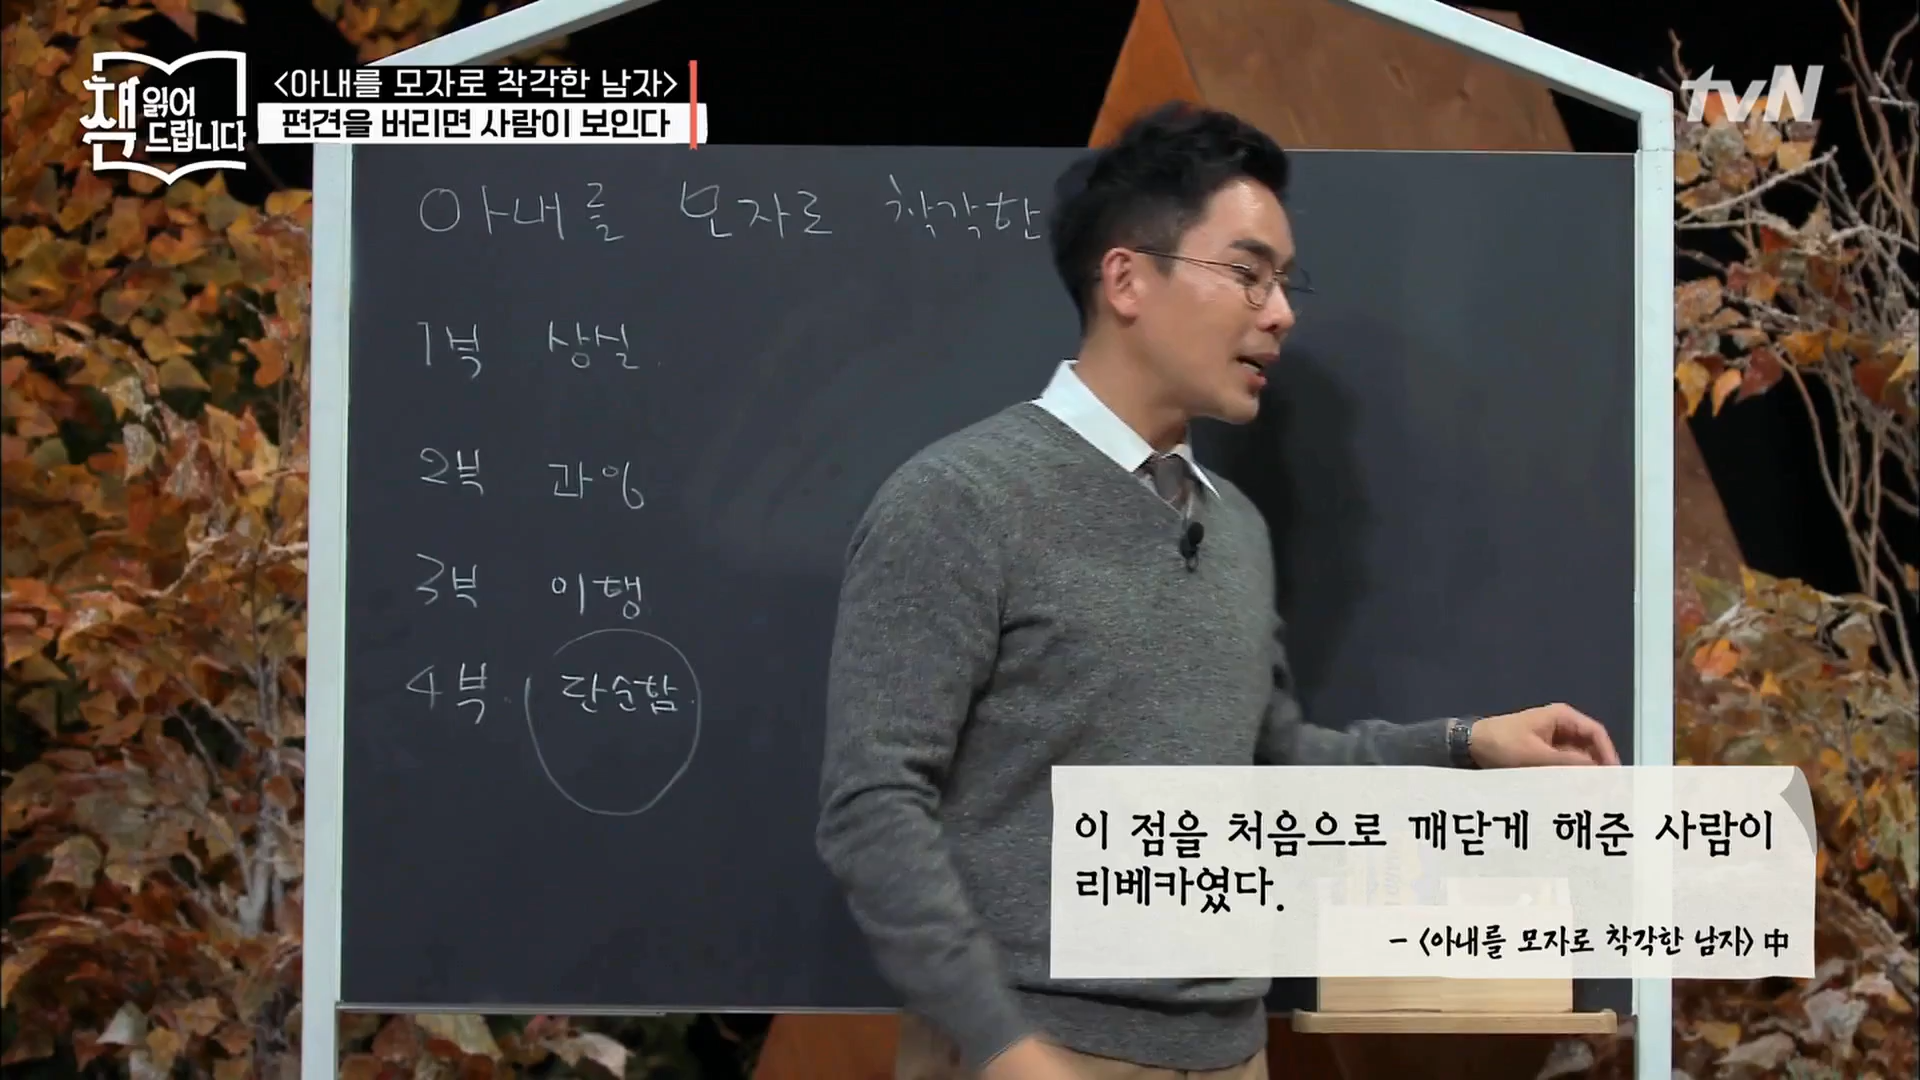 책 읽어
드립니다
<아내를 모자로 착각한 남자>
편견을 버리면 사람이 보인다
tvN
아내를 모자로 착각한
1부 상실
2부 과잉
3부 이행
4부 단순함
이 점을 처음으로 깨닫게 해준 사람이
리베카였다.
- <아내를 모자로 착각한 남자> 中